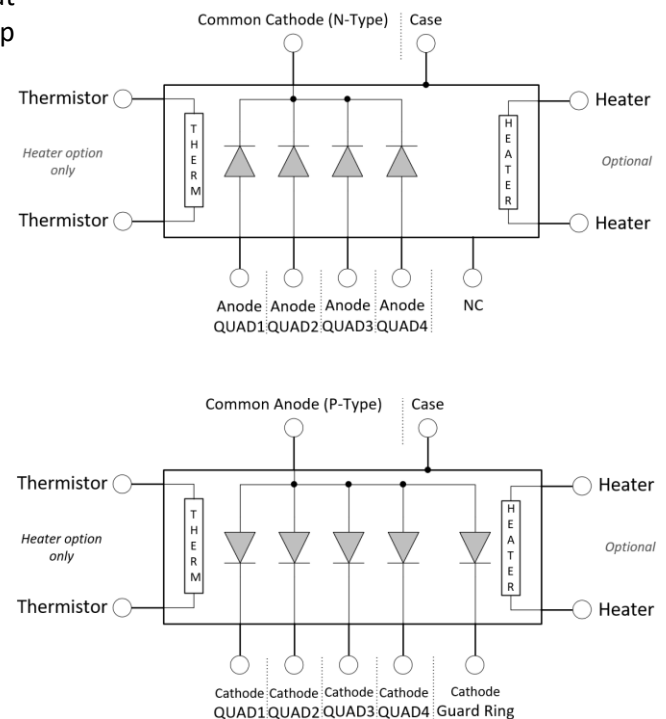 ut
p
Common Cathode (N-Type) Case
Thermistor
Heater
THERM
HEATER
Heater option
only
Optional
Thermistor
Heater
Anode Anode Anode Anode NC
QUAD1 QUAD2 QUAD3 QUAD4
Common Anode (P-Type) Case
Thermistor
Heater
THERM
HEATER
Heater option
only
Optional
Thermistor
Heater
Cathode Cathode Cathode Cathode Cathode
QUAD1 QUAD2 QUAD3 QUAD4 Guard Ring